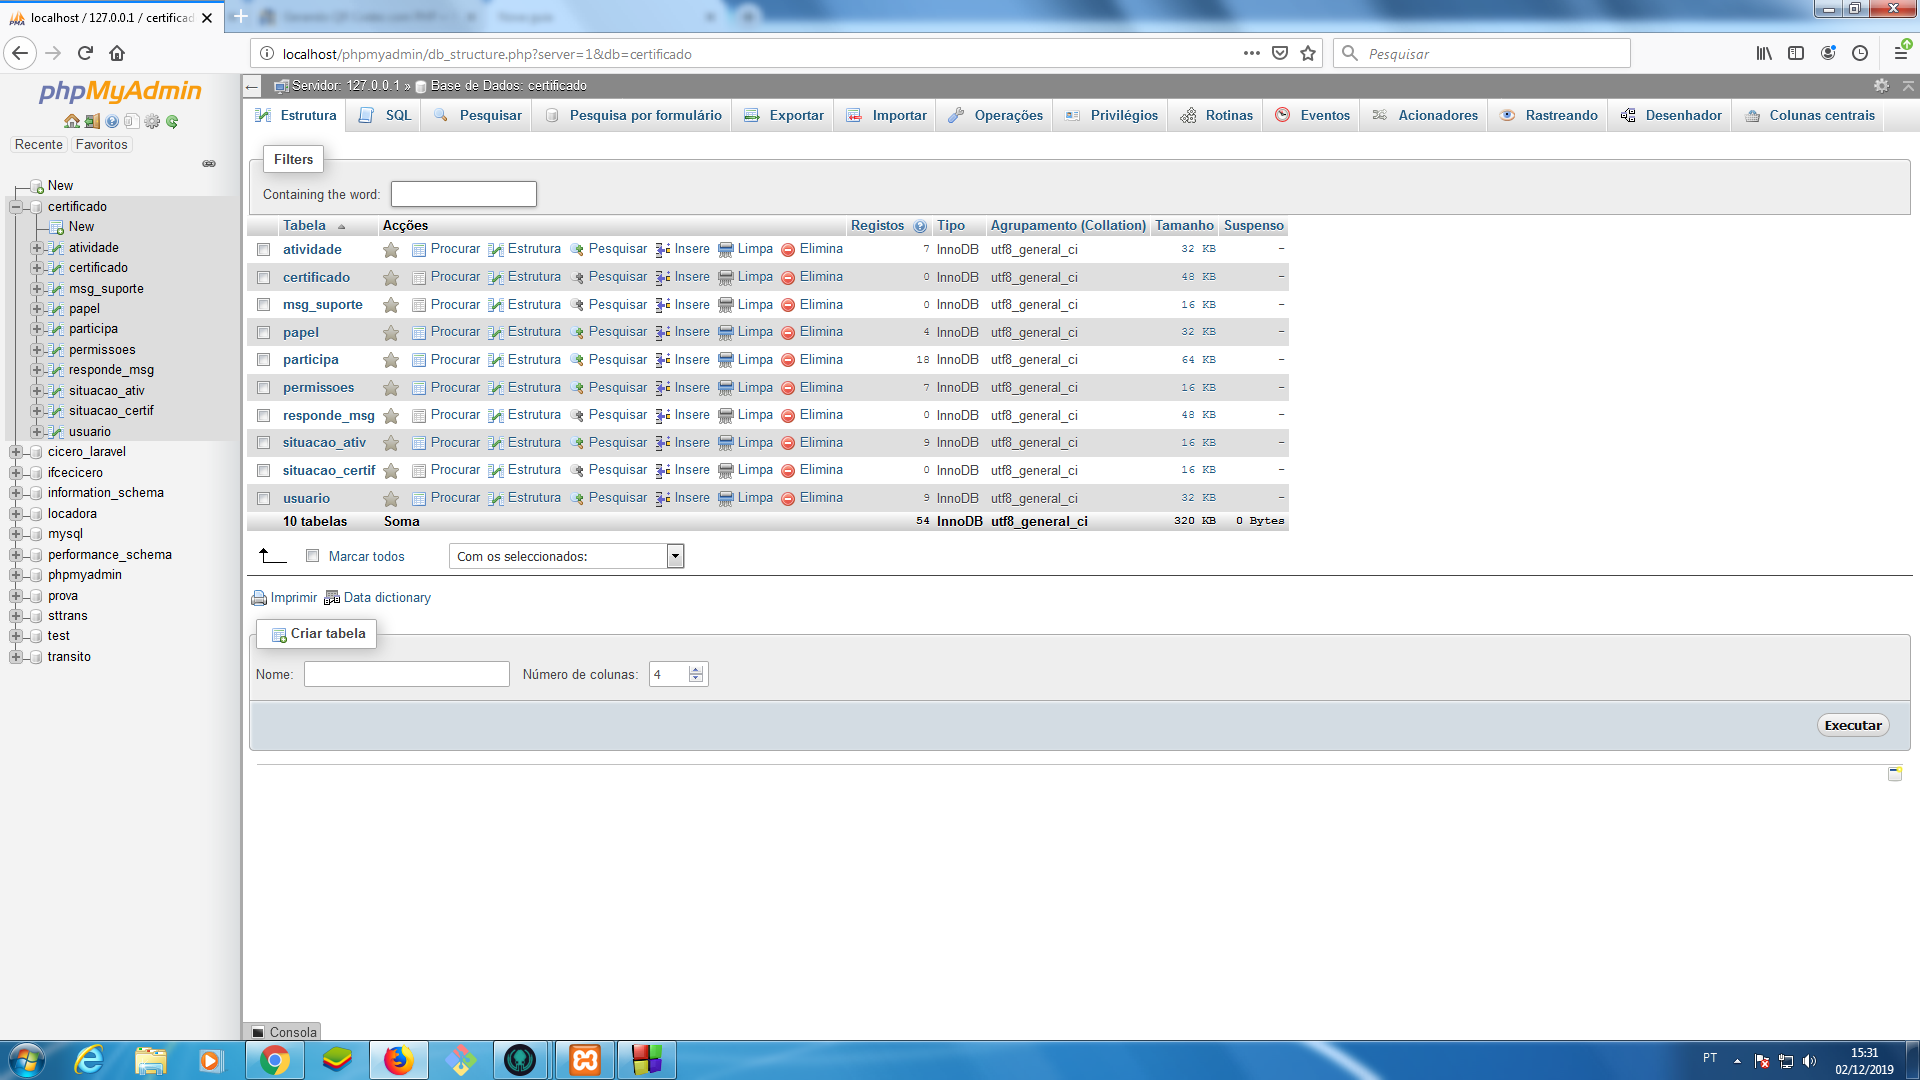 localhost / 127.0.0.1 / certificad
Nova guia
localhost/phpmyadmin/db_structure.php?server=1&db=certificado
Pesquisar
phpMyAdmin
Recente Favoritos
New
certificado
New
atividade
certificado
msg_suporte
papel
participa
permissoes
responde_msg
situacao_ativ
situacao_certif
usuario
cicero_laravel
ifcecicero
information_schema
locadora
mysql
performance_schema
phpmyadmin
prova
sttrans
test
transito
Servidor: 127.0.0.1 » Base de Dados: certificado
Estrutura SQL Pesquisar Pesquisa por formulário Exportar Importar Operações Privilégios Rotinas Eventos Acionadores Rastreando Desenhador Colunas centrais
Filters
Containing the word:
Tabela Acções Registos Tipo Agrupamento (Collation) Tamanho Suspenso
atividade Procurar Estrutura Pesquisar Insere Limpa Elimina 7 InnoDB utf8_general_ci 32 KB -
certificado Procurar Estrutura Pesquisar Insere Limpa Elimina 0 InnoDB utf8_general_ci 48 KB -
msg_suporte Procurar Estrutura Pesquisar Insere Limpa Elimina 0 InnoDB utf8_general_ci 16 KB -
papel Procurar Estrutura Pesquisar Insere Limpa Elimina 4 InnoDB utf8_general_ci 32 KB -
participa Procurar Estrutura Pesquisar Insere Limpa Elimina 18 InnoDB utf8_general_ci 64 KB -
permissoes Procurar Estrutura Pesquisar Insere Limpa Elimina 7 InnoDB utf8_general_ci 16 KB -
responde_msg Procurar Estrutura Pesquisar Insere Limpa Elimina 0 InnoDB utf8_general_ci 48 KB -
situacao_ativ Procurar Estrutura Pesquisar Insere Limpa Elimina 9 InnoDB utf8_general_ci 16 KB -
situacao_certif Procurar Estrutura Pesquisar Insere Limpa Elimina 0 InnoDB utf8_general_ci 16 KB -
usuario Procurar Estrutura Pesquisar Insere Limpa Elimina 9 InnoDB utf8_general_ci 32 KB -
10 tabelas Soma 54 InnoDB utf8_general_ci 320 KB 0 Bytes
Marcar todos Com os seleccionados:
Imprimir Data dictionary
Criar tabela
Nome: Número de colunas: 4
Executar
Consola
PT
15:31
02/12/2019